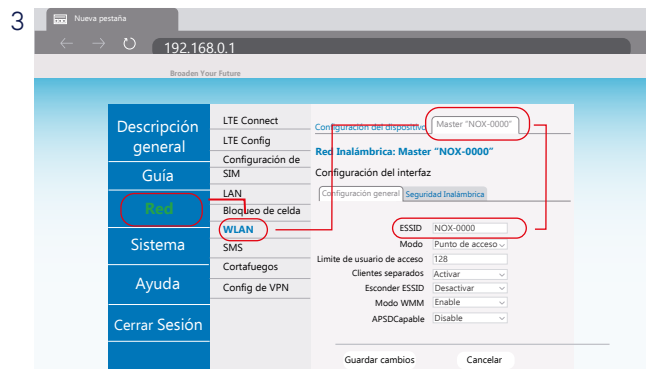 3
Nueva pestaña
192.168.0.1
Broaden Your Future
Descripción general
Guía
Red
Sistema
Ayuda
Cerrar Sesión
LTE Connect
LTE Config
Configuración de
SIM
LAN
Bloqueo de celda
WLAN
SMS
Cortafuegos
Config de VPN
Configuración del dispositivo Master "NOX-0000"
Red Inalámbrica: Master "NOX-0000"
Configuración del interfaz
Configuración general Seguridad Inalámbrica
ESSID NOX-0000
Modo Punto de acceso
Limite de usuario de acceso 128
Clientes separados Activar
Esconder ESSID Desactivar
Modo WMM Enable
APSDCapable Disable
Guardar cambios Cancelar